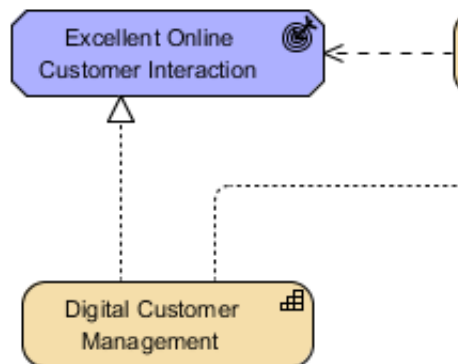 Excellent Online
Customer Interaction
Digital Customer
Management